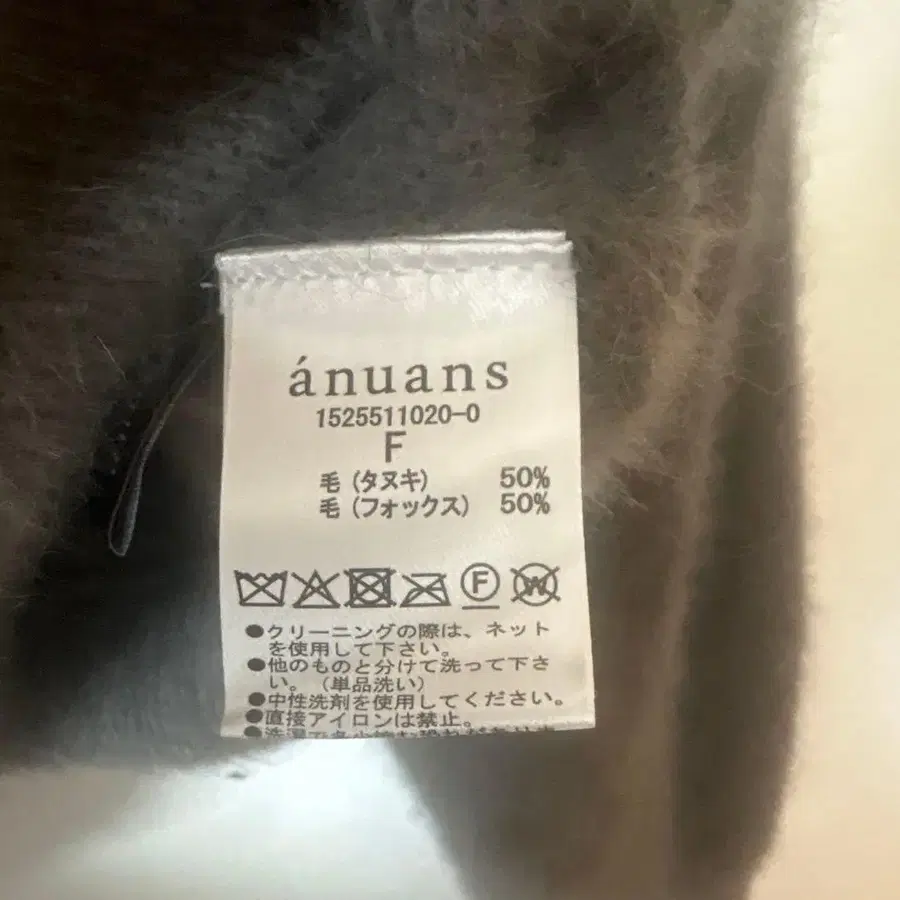 ánuans
1525511020-0
F
毛 (タヌキ) 50%
毛 (フォックス) 50%
F W
●クリーニングの際は、ネット
を使用して下さい。
●他のものと分けて洗って下さ
い。(単品洗い)
●中性洗剤を使用してください。
●直接アイロンは禁止。